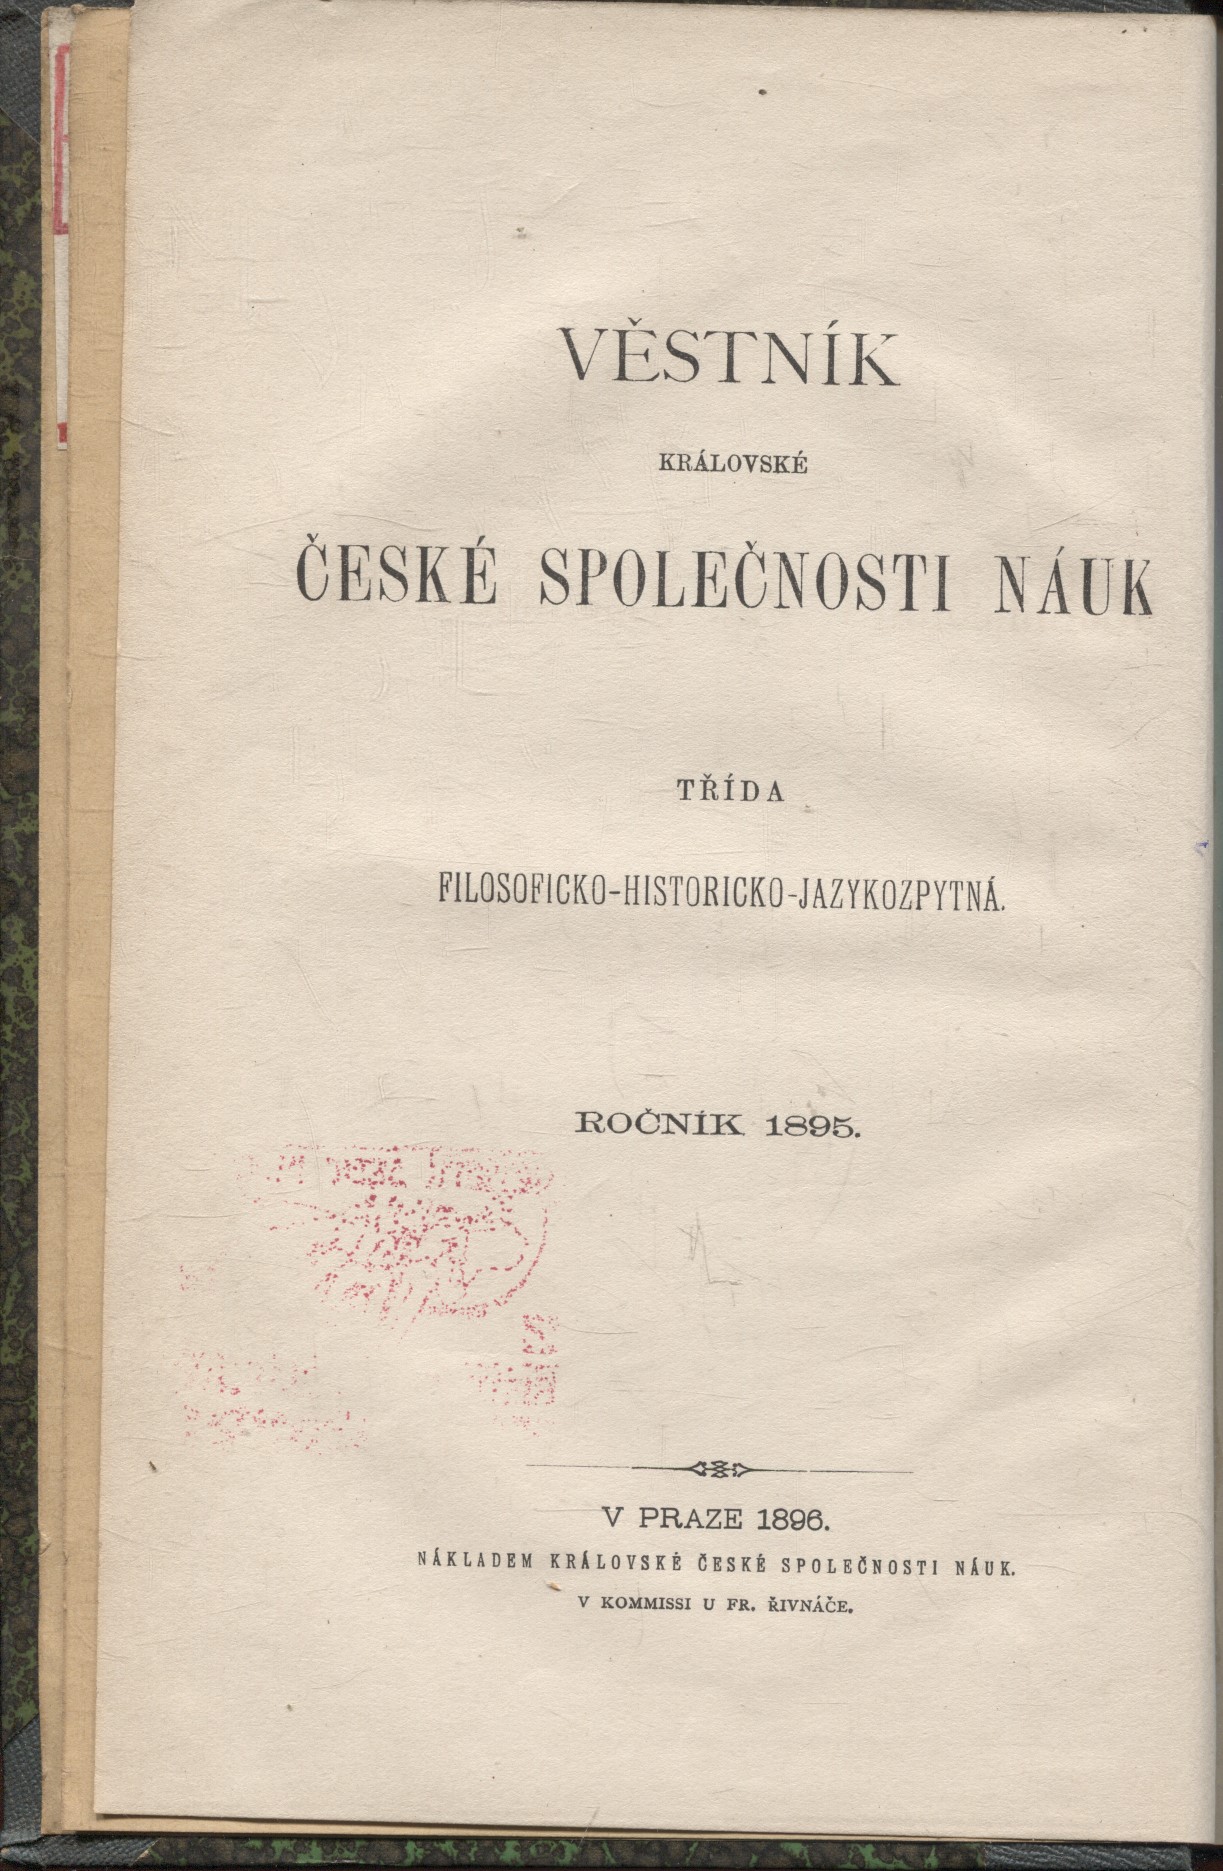 VĚSTNÍK
KRÁLOVSKÉ
ČESKÉ SPOLEČNOSTI NÁUK
TŘÍDA
FILOSOFICKO-HISTORICKO-JAZYKOZPYTNÁ.
ROČNÍK 1895.
V PRAZE 1896.
NÁKLADEM KRÁLOVSKÉ ČESKÉ SPOLEČNOSTI NÁUK.
V KOMMISSI U FR. ŘIVNÁČE.